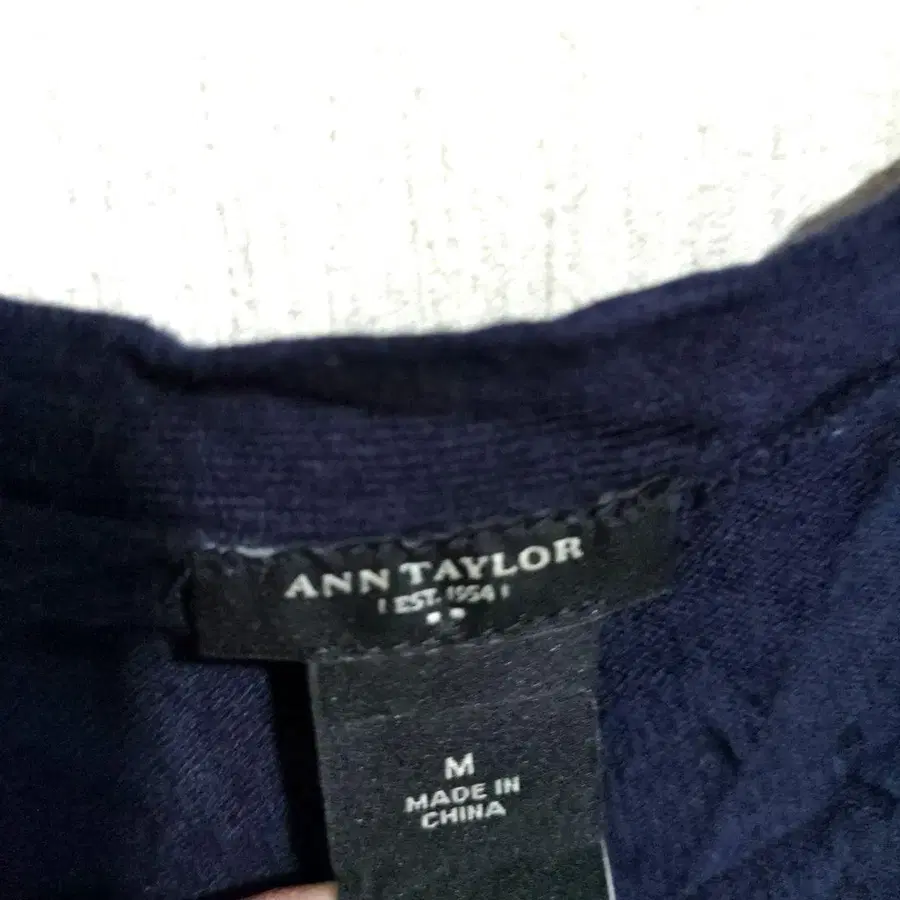 ANN TAYLOR
EST. 1954
M
MADE IN
CHINA